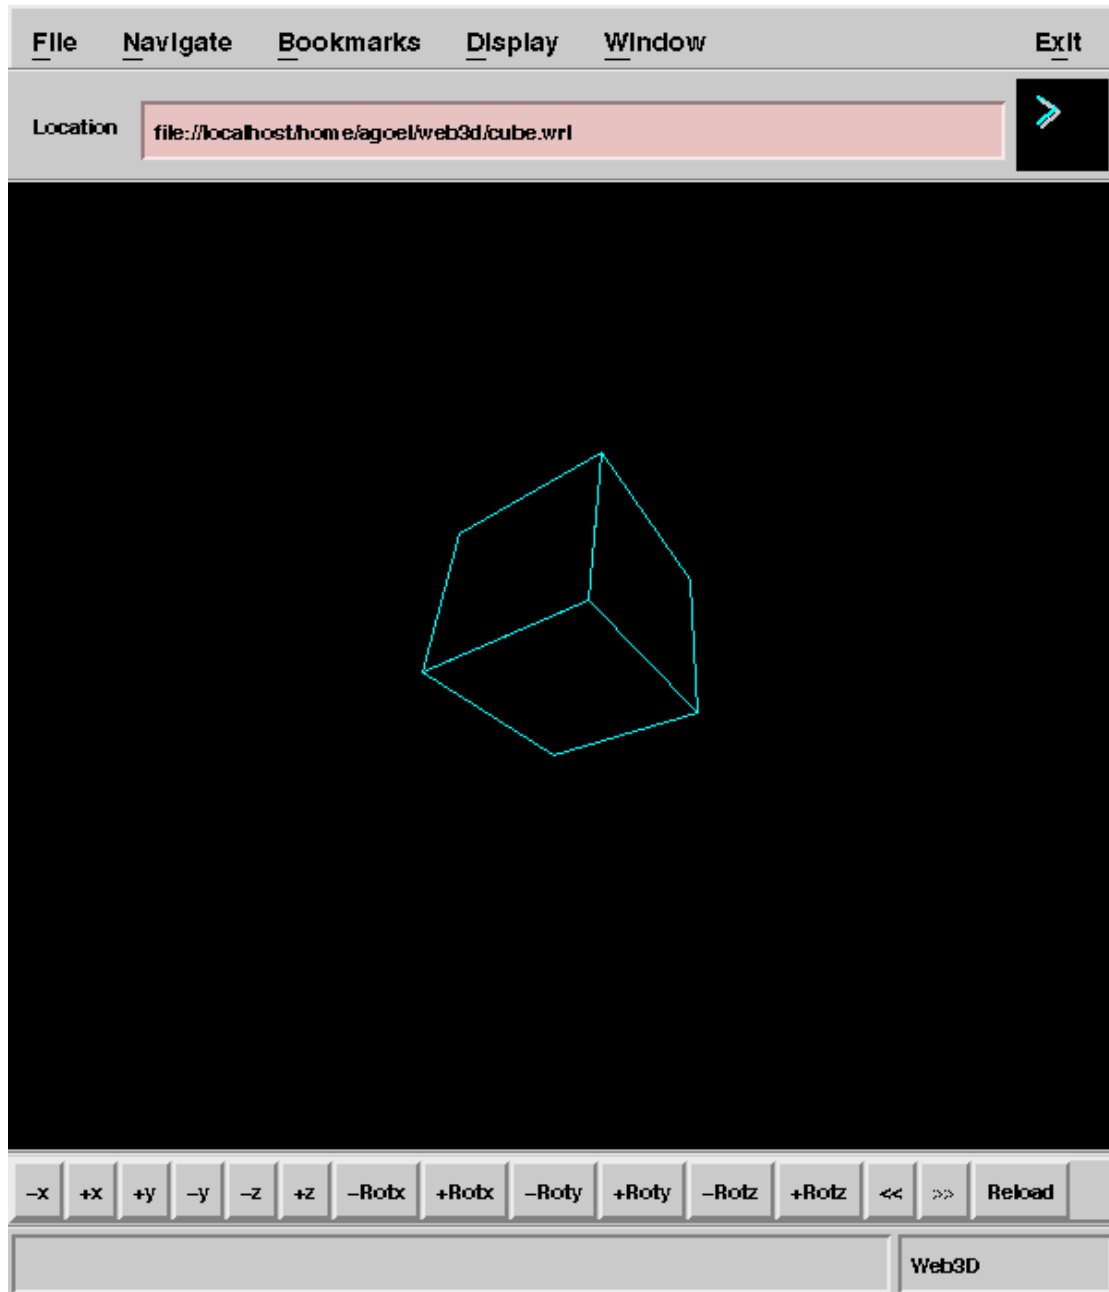 File Navigate Bookmarks Display Window Exit
Location file://localhost/home/agoel/web3d/cube.wrl
-x +x +y -y -z +z -Rotx +Rotx -Roty +Roty -Rotz +Rotz << >> Reload
Web3D